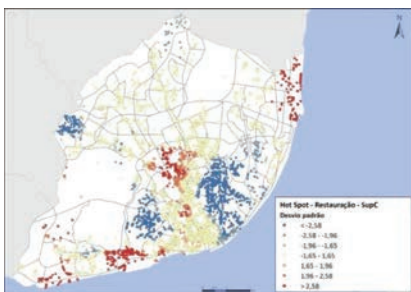 N
Hot Spot - Restauração - SupC
Desvio padrão
< -2,58
-2,58 - -1,96
-1,96 - -1,65
-1,65 - 1,65
1,65 - 1,96
1,96 - 2,58
> 2,58